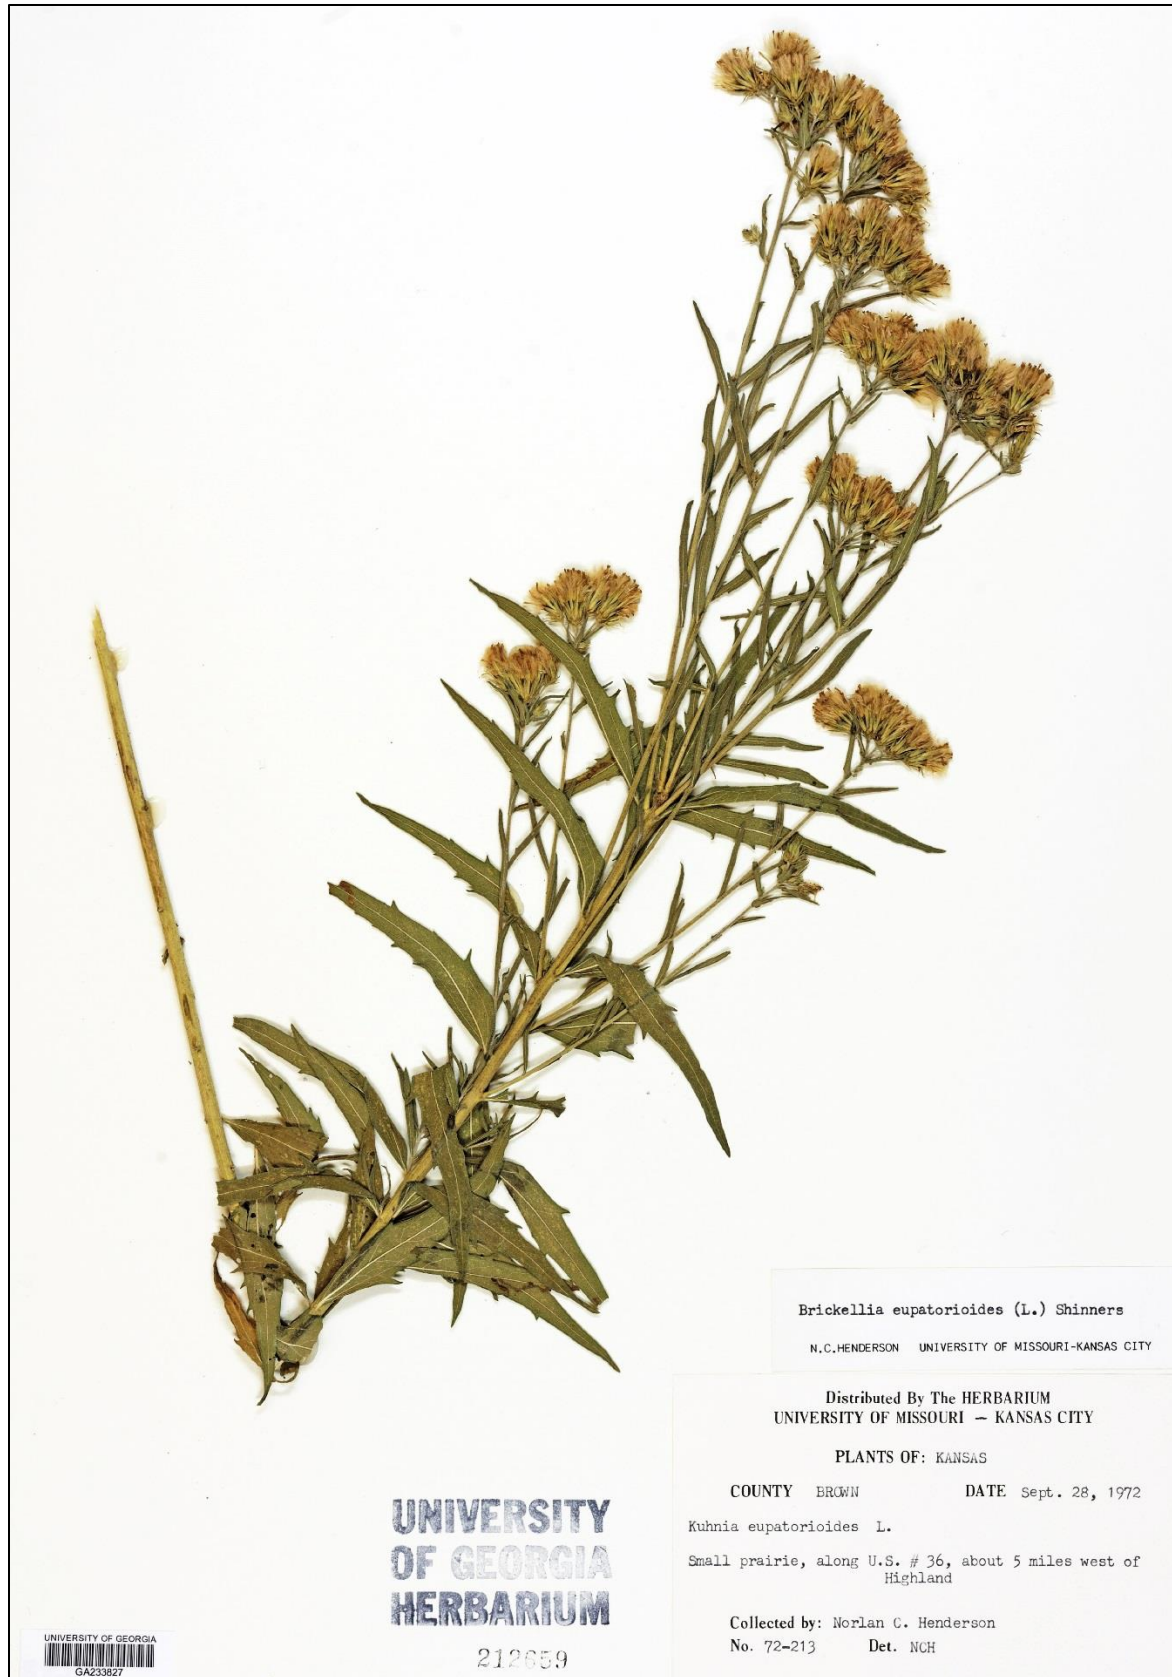 Brickellia eupatorioides (L.) Shinners
N.C.HENDERSON UNIVERSITY OF MISSOURI-KANSAS CITY
Distributed By The HERBARIUM
UNIVERSITY OF MISSOURI — KANSAS CITY
PLANTS OF: KANSAS
COUNTY BROWN DATE Sept. 28, 1972
Kuhnia eupatorioides L.
Small prairie, along U.S. # 36, about 5 miles west of
Highland
Collected by: Norlan C. Henderson
No. 72-213 Det. NCH
UNIVERSITY
OF GEORGIA
HERBARIUM
212659
UNIVERSITY OF GEORGIA
GA233827